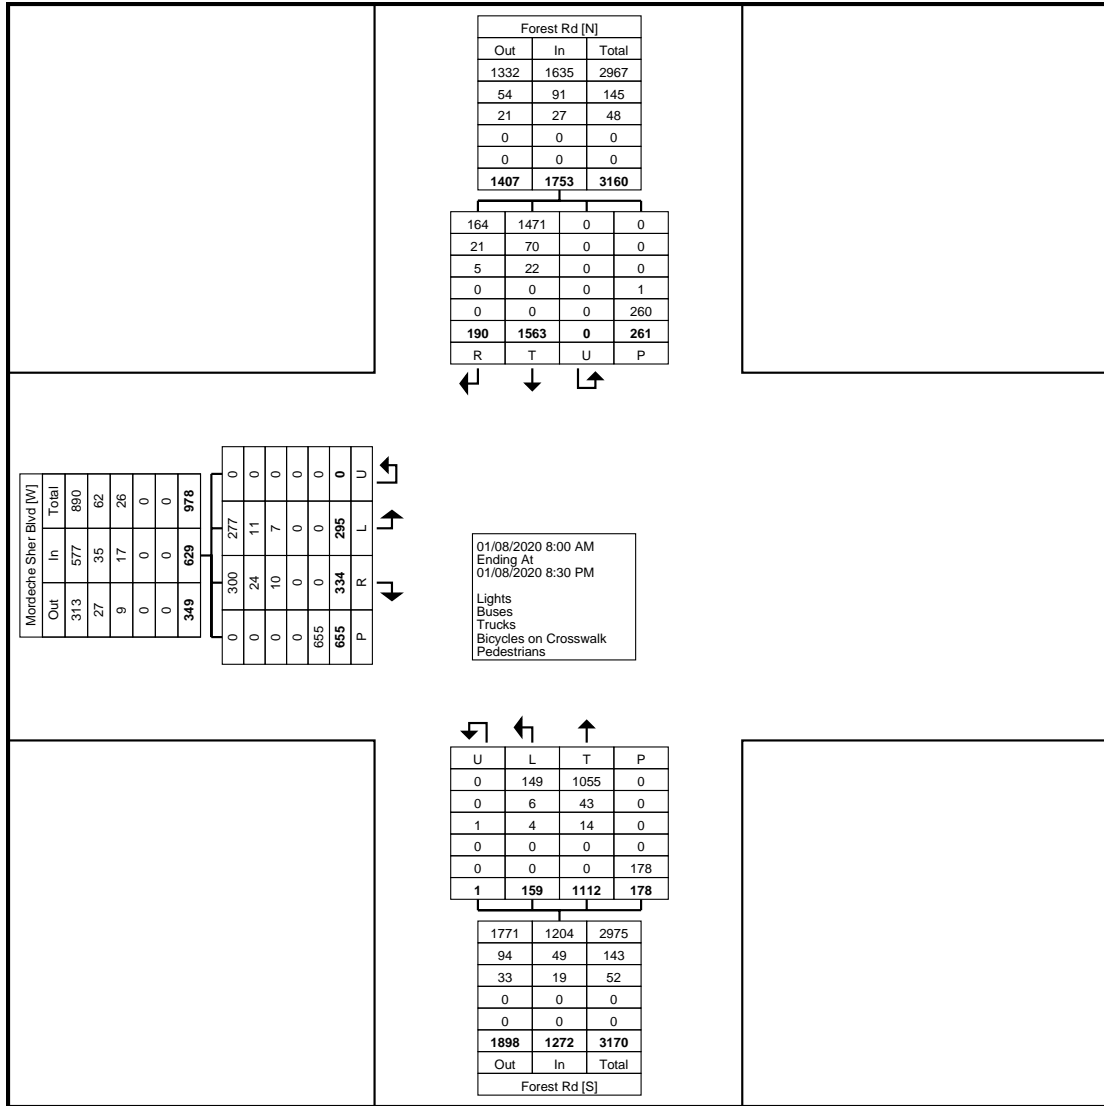 Forest Rd [N]
Out In Total
1332 1635 2967
54 91 145
21 27 48
0 0 0
0 0 0
1407 1753 3160
164 1471 0 0
21 70 0 0
5 22 0 0
0 0 0 1
0 0 0 260
190 1563 0 261
R T U P
Mordeche Sher Blvd [W]
Out In Total
313 577 890
27 35 62
9 17 26
0 0 0
0 0 0
349 629 978
0 300 277 0
0 24 11 0
0 10 7 0
0 0 0 0
655 0 0 0
655 334 295 0
P R L U
01/08/2020 8:00 AM
Ending At
01/08/2020 8:30 PM
Lights
Buses
Trucks
Bicycles on Crosswalk
Pedestrians
U L T P
0 149 1055 0
0 6 43 0
1 4 14 0
0 0 0 0
0 0 0 178
1 159 1112 178
1771 1204 2975
94 49 143
33 19 52
0 0 0
0 0 0
1898 1272 3170
Out In Total
Forest Rd [S]